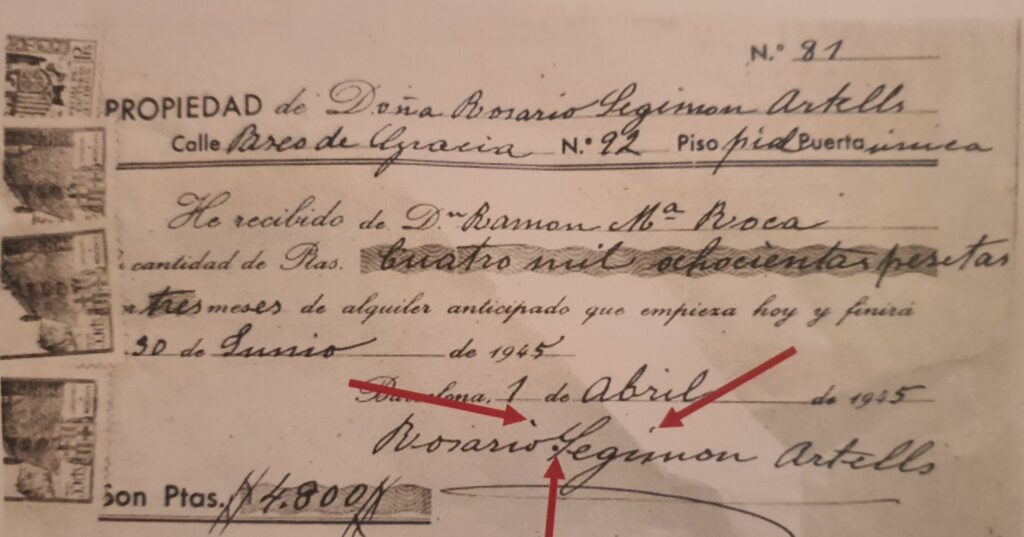 N.º 81
PROPIEDAD de Doña Rosario Segimon Artells
Calle Paseo de Gracia N.º 92 Piso pral Puerta única
He recibido de D.n Ramon Mª Roca
cantidad de Ptas. Cuatro mil ochocientas pesetas
tres meses de alquiler anticipado que empieza hoy y finirá
30 de Junio de 1945
Barcelona, 1 de Abril de 1945
Rosario Segimon Artells
Son Ptas. 4.800